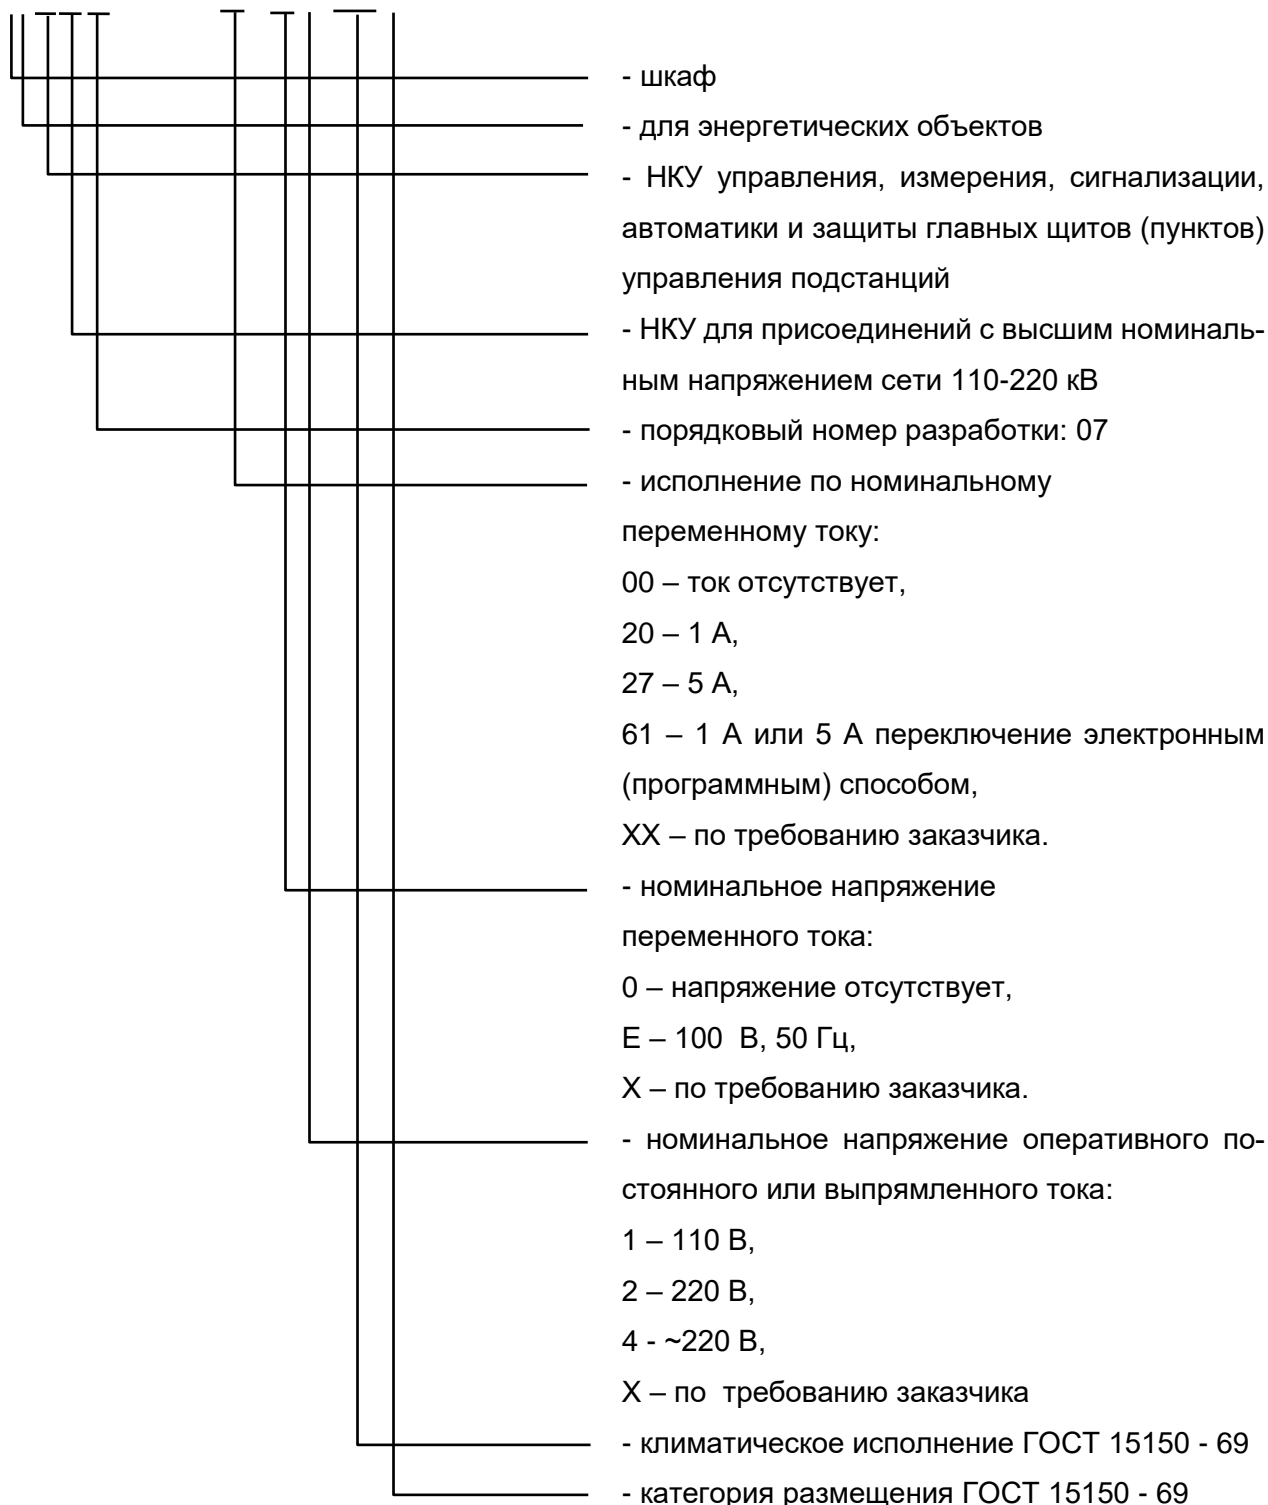 - шкаф
- для энергетических объектов
- НКУ управления, измерения, сигнализации,
автоматики и защиты главных щитов (пунктов)
управления подстанций
- НКУ для присоединений с высшим номиналь-
ным напряжением сети 110-220 кВ
- порядковый номер разработки: 07
- исполнение по номинальному
переменному току:
00 – ток отсутствует,
20 – 1 А,
27 – 5 А,
61 – 1 А или 5 А переключение электронным
(программным) способом,
ХХ – по требованию заказчика.
- номинальное напряжение
переменного тока:
0 – напряжение отсутствует,
Е – 100 В, 50 Гц,
Х – по требованию заказчика.
- номинальное напряжение оперативного по-
стоянного или выпрямленного тока:
1 – 110 В,
2 – 220 В,
4 - ~220 В,
Х – по требованию заказчика
- климатическое исполнение ГОСТ 15150 - 69
- категория размещения ГОСТ 15150 - 69